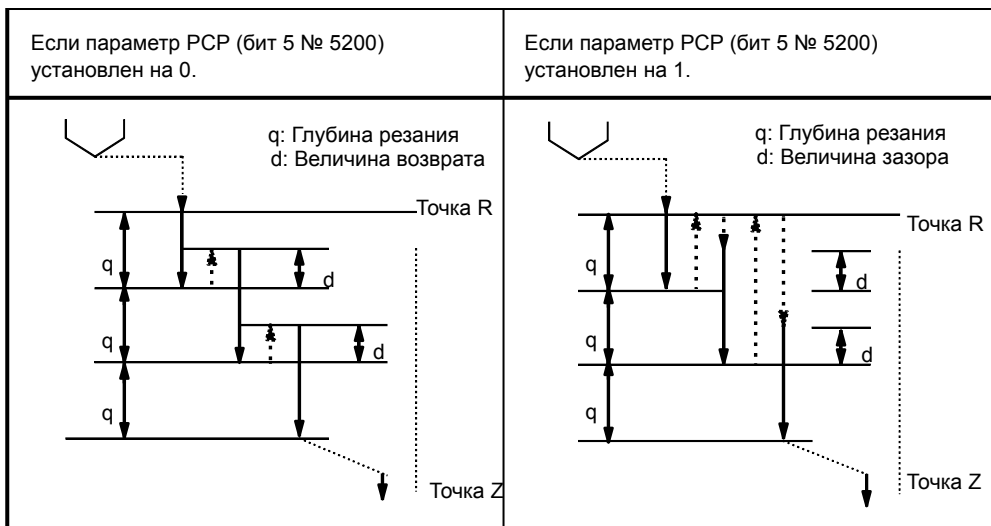 Если параметр PCP (бит 5 № 5200)
установлен на 0.
Если параметр PCP (бит 5 № 5200)
установлен на 1.
q: Глубина резания
d: Величина возврата
Точка R
q
d
q
d
q
Точка Z
q: Глубина резания
d: Величина зазора
Точка R
q
d
q
d
q
Точка Z